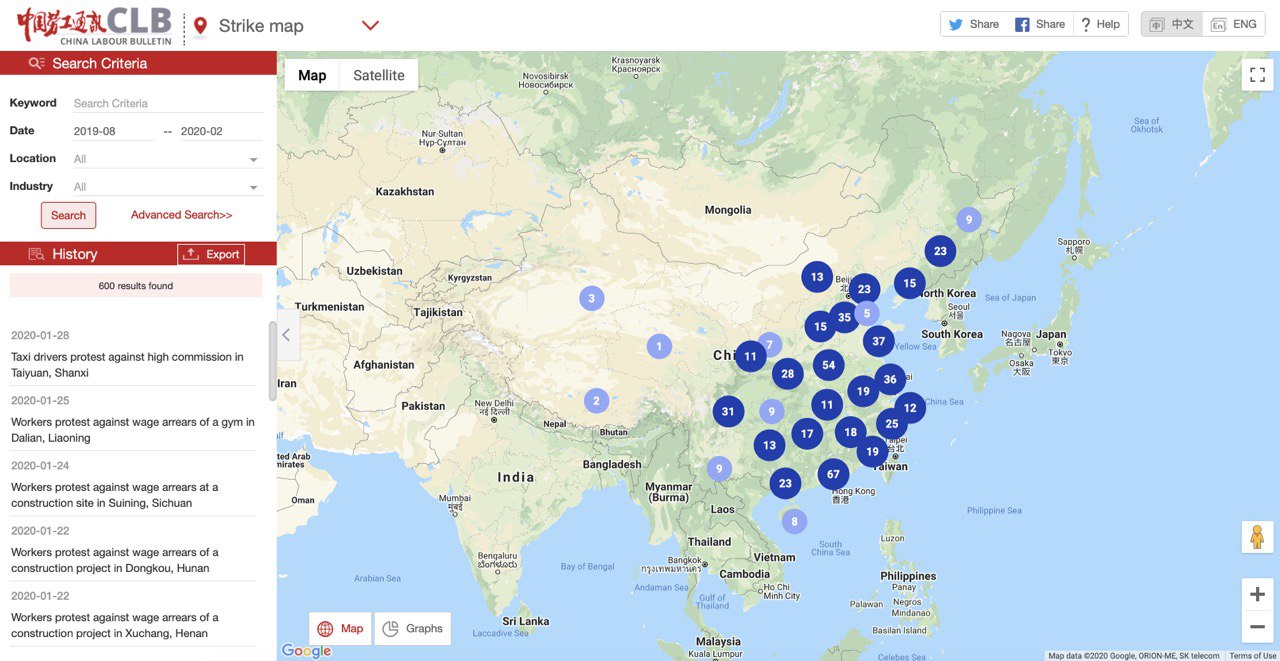 中国劳工通讯CLB
CHINA LABOUR BULLETIN
Strike map
Share
Share
? Help
中 中文
En ENG
Search Criteria
Keyword Search Criteria
Date 2019-08 -- 2020-02
Location All
Industry All
Search Advanced Search>>
History Export
600 results found
2020-01-28
Taxi drivers protest against high commission in
Taiyuan, Shanxi
2020-01-25
Workers protest against wage arrears of a gym in
Dalian, Liaoning
2020-01-24
Workers protest against wage arrears at a
construction site in Suining, Sichuan
2020-01-22
Workers protest against wage arrears of a
construction project in Dongkou, Hunan
2020-01-22
Workers protest against wage arrears of a
construction project in Xuchang, Henan
Map Satellite
Krasnoyarsk
Красноярск
Novosibirsk
Новосибирск
Sea of
Okhotsk
Nur-Sultan
Нур-Султан
Kazakhstan
Mongolia
9
23
Sapporo
札幌
Uzbekistan
Kyrgyzstan
13
Beij
23
15
orth Korea
Sea of Japan
Turkmenistan
Tajikistan
3
Seoul
서울
35
5
15
South Korea
Nagoya
名古屋
Japan
Tokyo
東京
Osaka
大阪
37
Yellow Sea
1
7
Chi
11
Afghanistan
Iran
54
28
36
ai
19
Pakistan
New Delhi
नई दिल्ली
2
Nepal
Bhutan
31
9
11
12
China Sea
25
17
18
13
19
Taipei
台北
Taiwan
ulf
United Arab
mirates
Oman
India
Bangladesh
9
23
67
Hong Kong
香港
Myanmar
(Burma)
Mumbai
मुंबई
Laos
8
Philippine Sea
Thailand
Vietnam
South
China Sea
Luzon
Bengaluru
ಬೆಂಗಳೂರು
Bay of Bengal
Bangkok
กรุงเทพมหานคร
Cambodia
Arabian Sea
Andaman Sea
Gulf of
Thailand
Ho Chi
Minh City
Philippines
Panay
Palawan
Negros
Mindanao
Sri Lanka
Laccadive Sea
Basilan Island
Malaysia
Kuala Lumpur
Celebes Sea
Map Graphs
Google
Map data ©2020 Google, ORION-ME, SK telecom Terms of Use